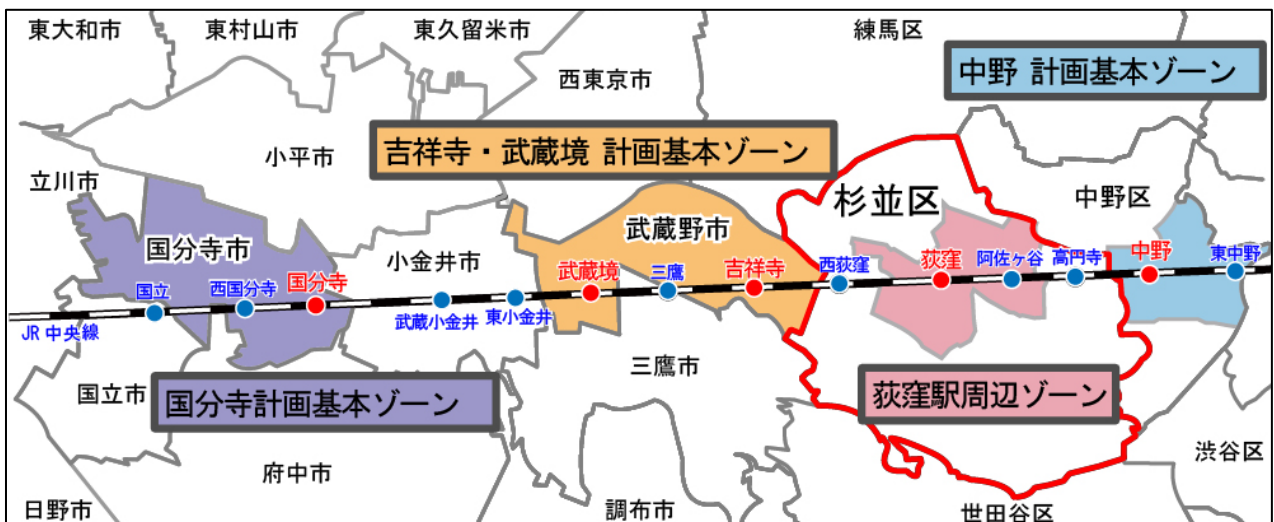 東大和市
東村山市
東久留米市
練馬区
中野 計画基本ゾーン
西東京市
吉祥寺・武蔵境 計画基本ゾーン
小平市
立川市
杉並区
中野区
国分寺市
武蔵野市
小金井市
国立
西国分寺
国分寺
武蔵小金井
東小金井
武蔵境
三鷹
吉祥寺
西荻窪
荻窪
阿佐ヶ谷
高円寺
中野
東中野
JR 中央線
三鷹市
国立市
国分寺計画基本ゾーン
荻窪駅周辺ゾーン
府中市
渋谷区
日野市
調布市
世田谷区